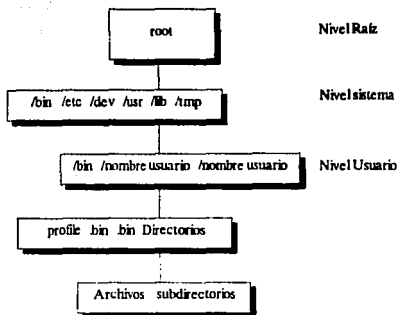 root Nivel Raíz
/bin /etc /dev /usr /lib /tmp Nivel sistema
/bin /nombre usuario /nombre usuario Nivel Usuario
profile .bin .bin Directorios
Archivos subdirectorios